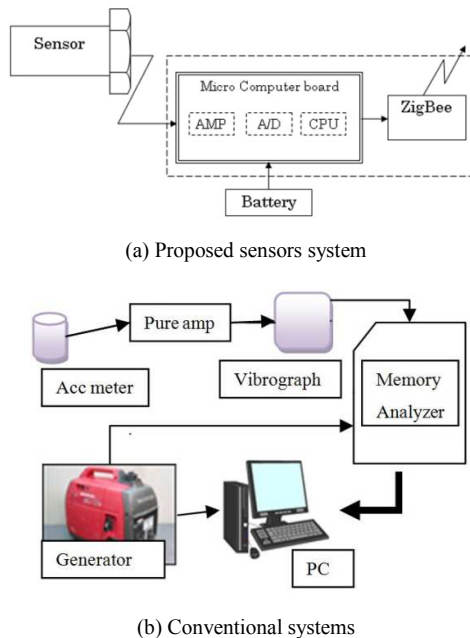 Sensor
Micro Computer board
AMP
A/D
CPU
ZigBee
Battery
(a) Proposed sensors system
Pure amp
Acc meter
Vibrograph
Memory
Analyzer
Generator
PC
(b) Conventional systems